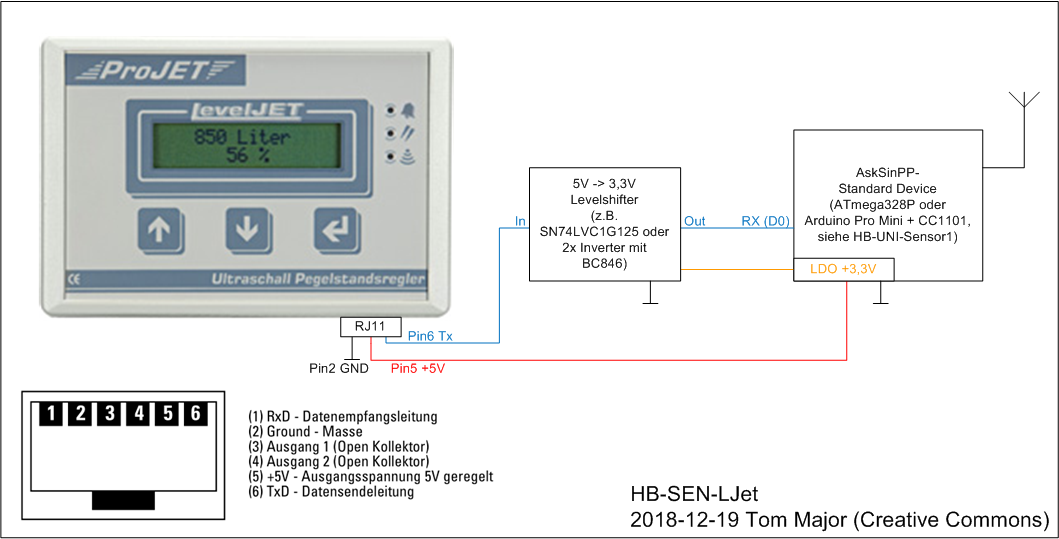 ProJET
LevelJET
850 Liter
56 %
CE
Ultraschall Pegelstandsregler
RJ11
Pin6 Tx
Pin2 GND
Pin5 +5V
In
5V -> 3,3V
Levelshifter
(z.B.
SN74LVC1G125 oder
2x Inverter mit
BC846)
Out
RX (D0)
AskSinPP-
Standard Device
(ATmega328P oder
Arduino Pro Mini + CC1101,
siehe HB-UNI-Sensor1)
LDO +3,3V
1 2 3 4 5 6
(1) RxD - Datenempfangsleitung
(2) Ground - Masse
(3) Ausgang 1 (Open Kollektor)
(4) Ausgang 2 (Open Kollektor)
(5) +5V - Ausgangsspannung 5V geregelt
(6) TxD - Datensendeleitung
HB-SEN-LJet
2018-12-19 Tom Major (Creative Commons)